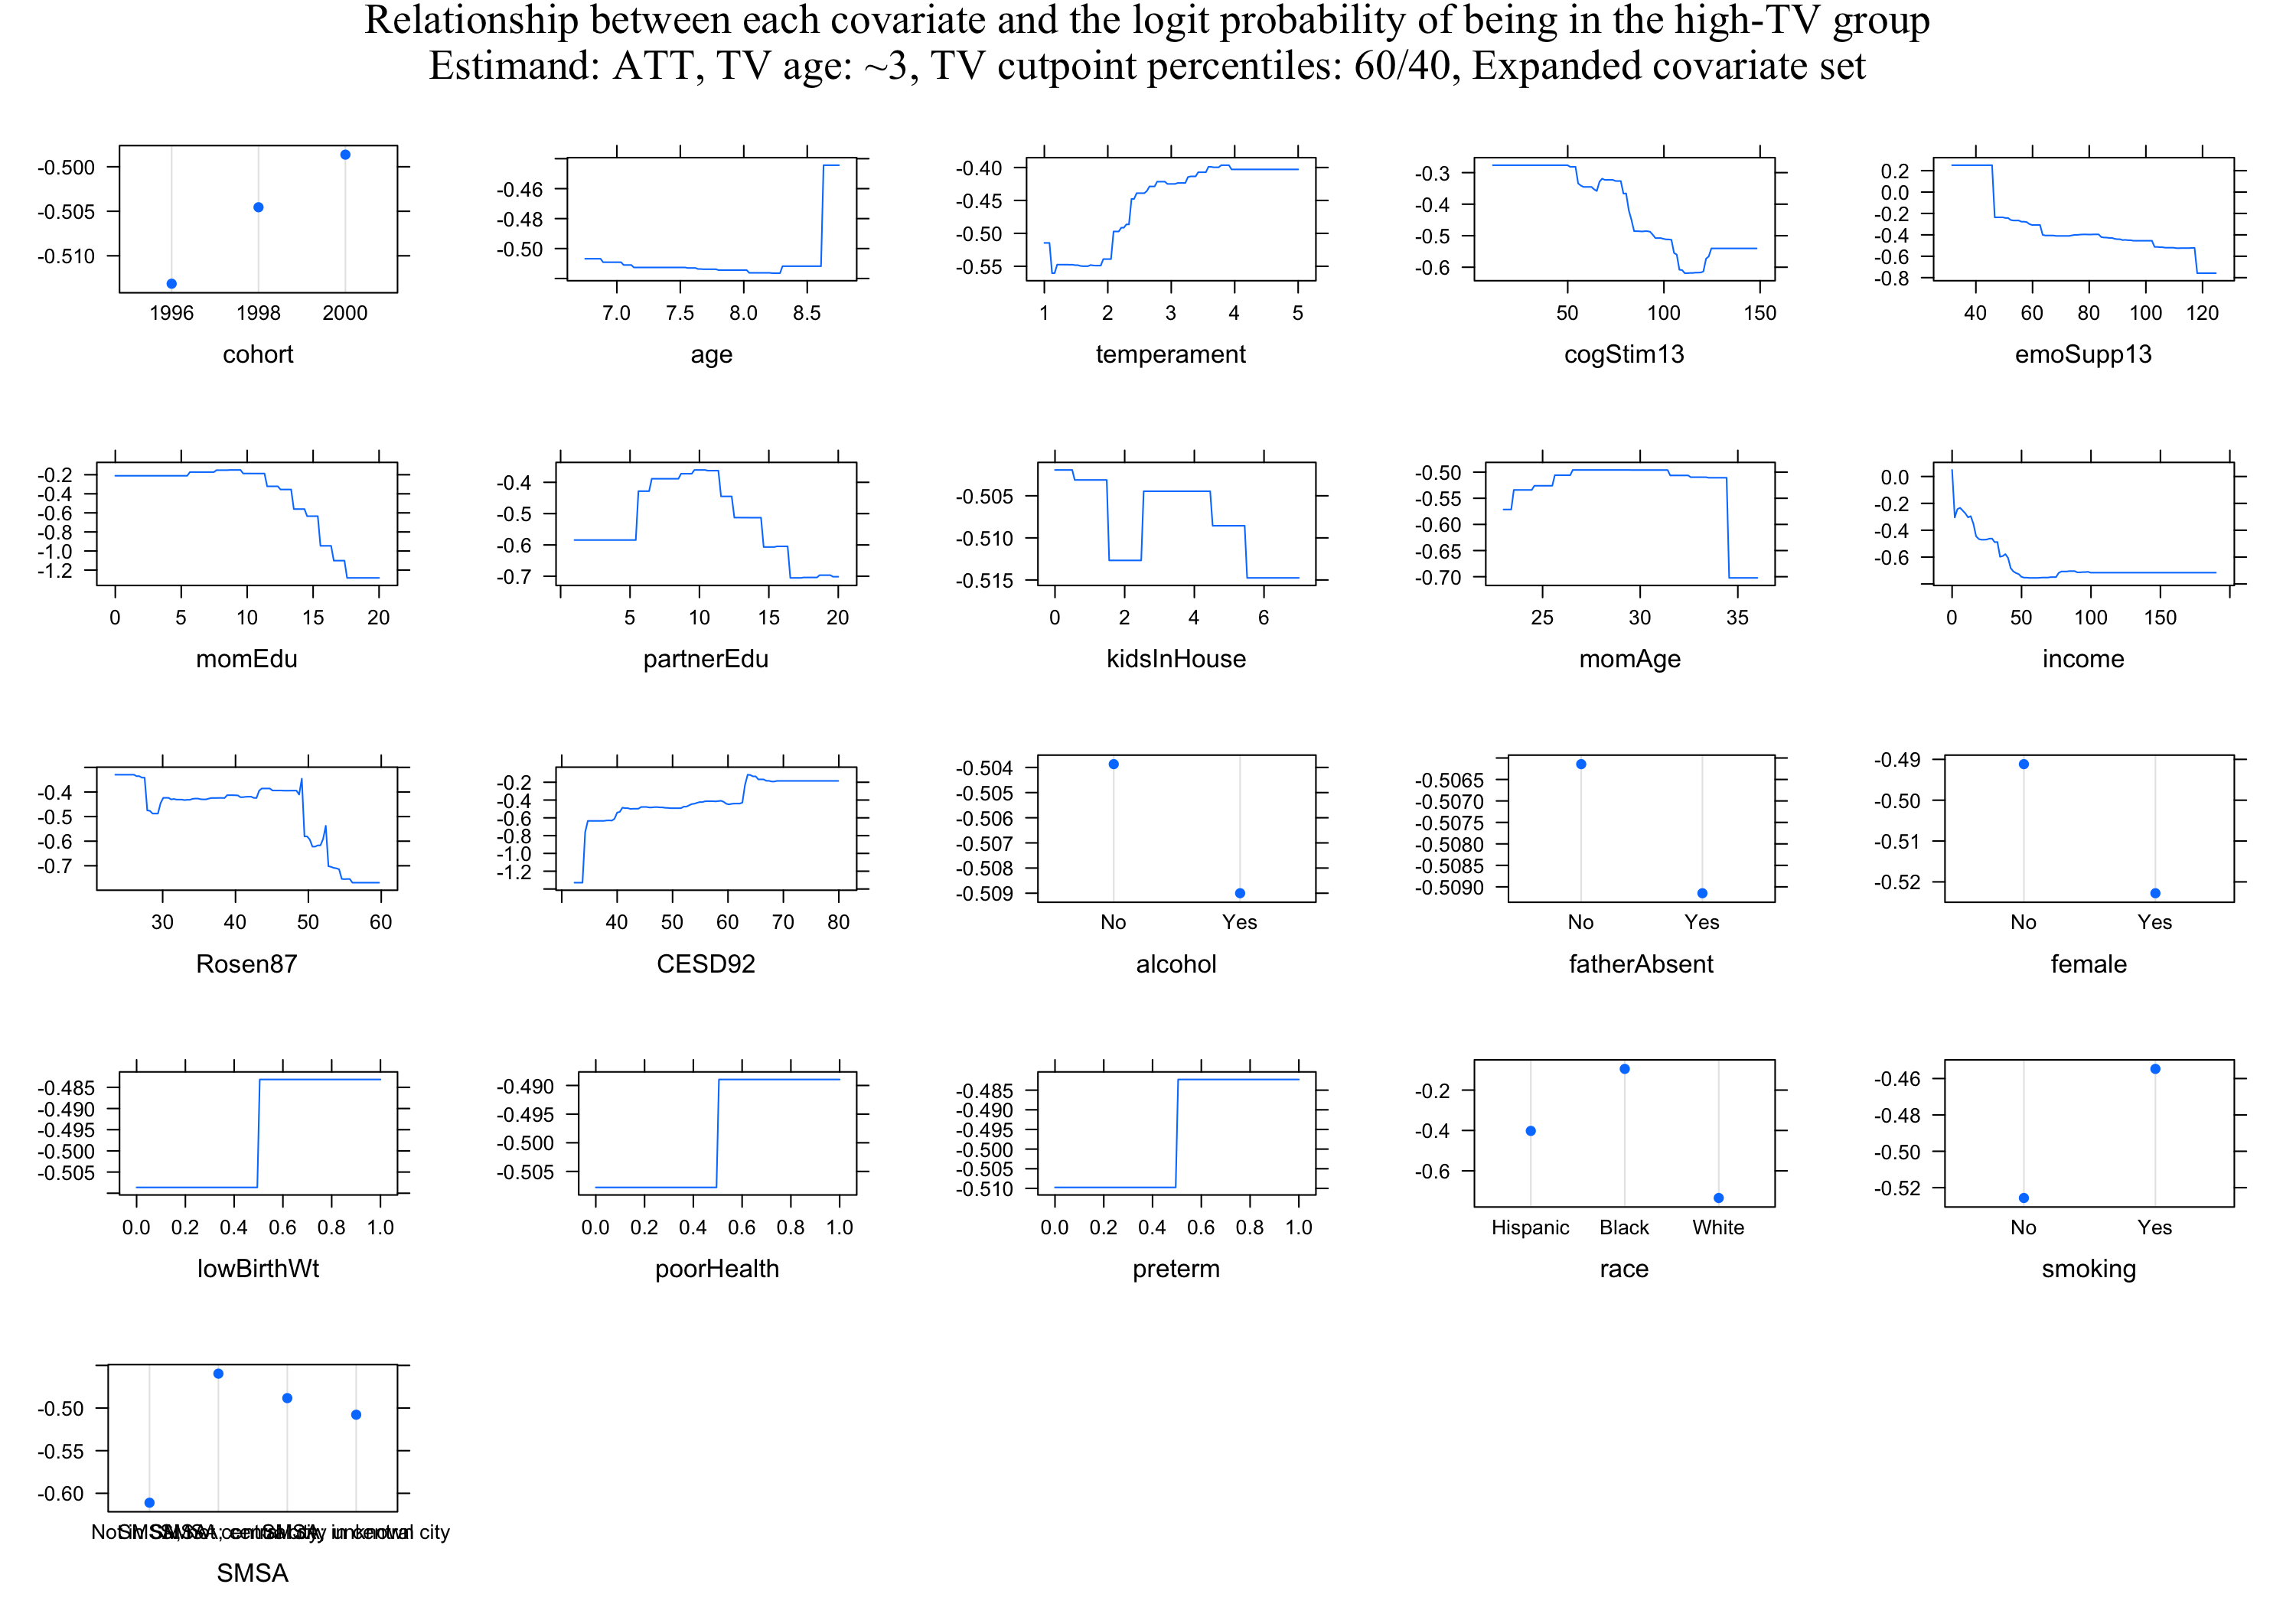 Relationship between each covariate and the logit probability of being in the high-TV group
Estimand: ATT, TV age: ~3, TV cutpoint percentiles: 60/40, Expanded covariate set
-0.500
-0.505
-0.510
1996 1998 2000
cohort
-0.46
-0.48
-0.50
7.0 7.5 8.0 8.5
age
-0.40
-0.45
-0.50
-0.55
1 2 3 4 5
temperament
-0.3
-0.4
-0.5
-0.6
50 100 150
cogStim13
0.2
0.0
-0.2
-0.4
-0.6
-0.8
40 60 80 100 120
emoSupp13
-0.2
-0.4
-0.6
-0.8
-1.0
-1.2
0 5 10 15 20
momEdu
-0.4
-0.5
-0.6
-0.7
5 10 15 20
partnerEdu
-0.505
-0.510
-0.515
0 2 4 6
kidsInHouse
-0.50
-0.55
-0.60
-0.65
-0.70
25 30 35
momAge
0.0
-0.2
-0.4
-0.6
0 50 100 150
income
-0.4
-0.5
-0.6
-0.7
30 40 50 60
Rosen87
-0.2
-0.4
-0.6
-0.8
-1.0
-1.2
40 50 60 70 80
CESD92
-0.504
-0.505
-0.506
-0.507
-0.508
-0.509
No Yes
alcohol
-0.5065
-0.5070
-0.5075
-0.5080
-0.5085
-0.5090
No Yes
fatherAbsent
-0.49
-0.50
-0.51
-0.52
No Yes
female
-0.485
-0.490
-0.495
-0.500
-0.505
0.0 0.2 0.4 0.6 0.8 1.0
lowBirthWt
-0.490
-0.495
-0.500
-0.505
0.0 0.2 0.4 0.6 0.8 1.0
poorHealth
-0.485
-0.490
-0.495
-0.500
-0.505
-0.510
0.0 0.2 0.4 0.6 0.8 1.0
preterm
-0.2
-0.4
-0.6
Hispanic Black White
race
-0.46
-0.48
-0.50
-0.52
No Yes
smoking
-0.50
-0.55
-0.60
SMSA